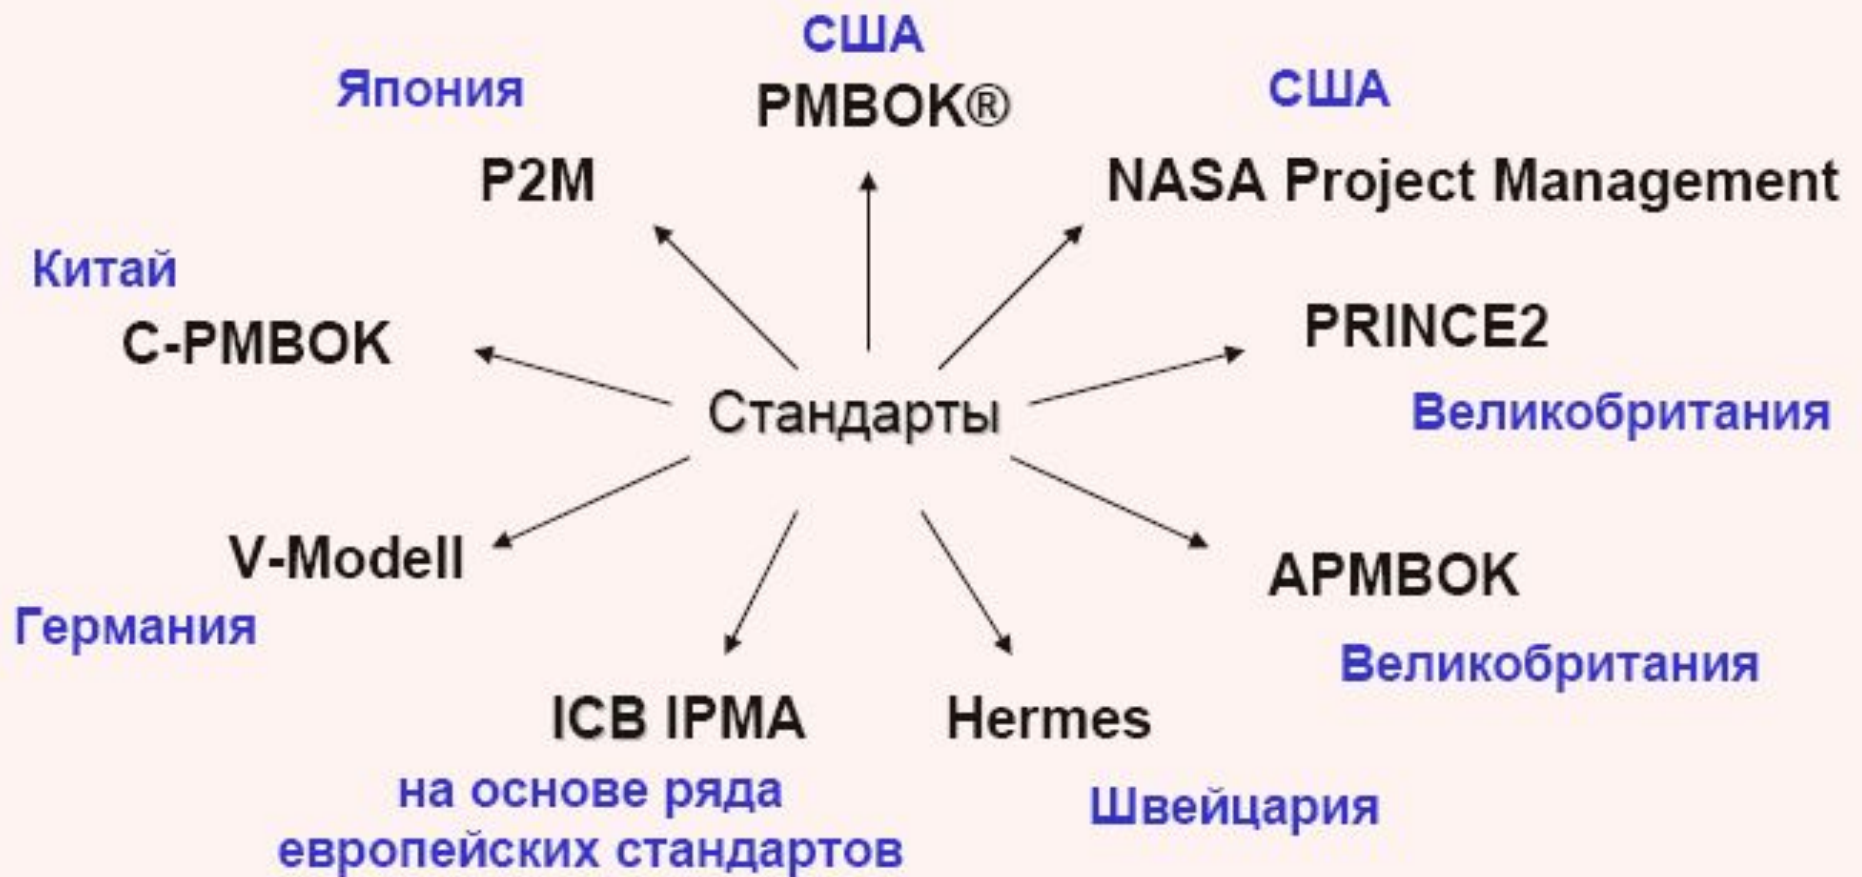 США
Япония
PMBOK®
США
P2M
NASA Project Management
Китай
C-PMBOK
PRINCE2
Стандарты
Великобритания
V-Modell
Германия
APMBOK
Великобритания
ICB IPMA
на основе ряда
европейских стандартов
Hermes
Швейцария